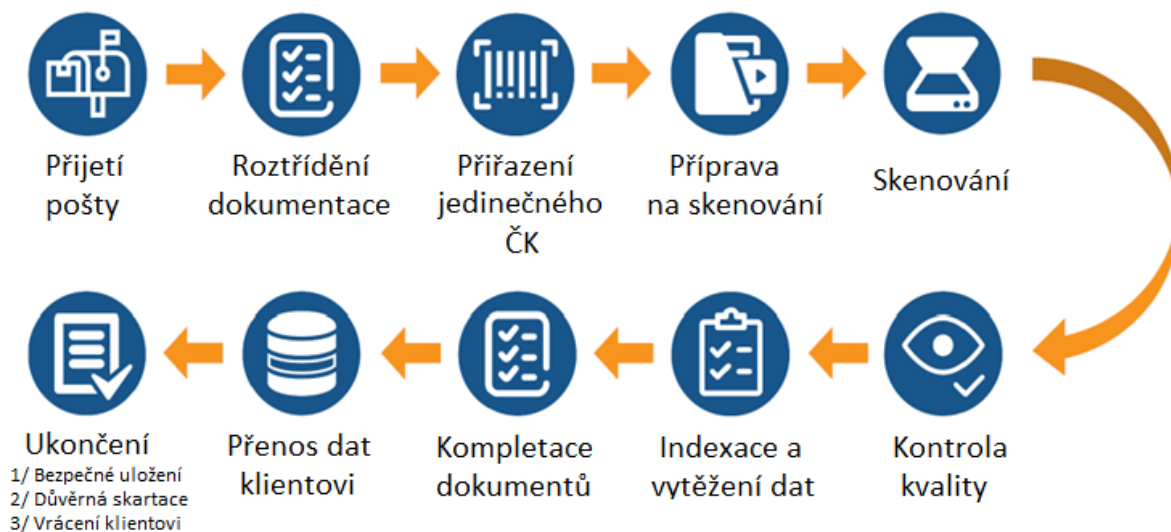 Přijetí
pošty
Roztřídění
dokumentace
Přiřazení
jedinečného
ČK
Příprava
na skenování
Skenování
Kontrola
kvality
Indexace a
vytěžení dat
Kompletace
dokumentů
Přenos dat
klientovi
Ukončení
1/ Bezpečné uložení
2/ Důvěrná skartace
3/ Vrácení klientovi